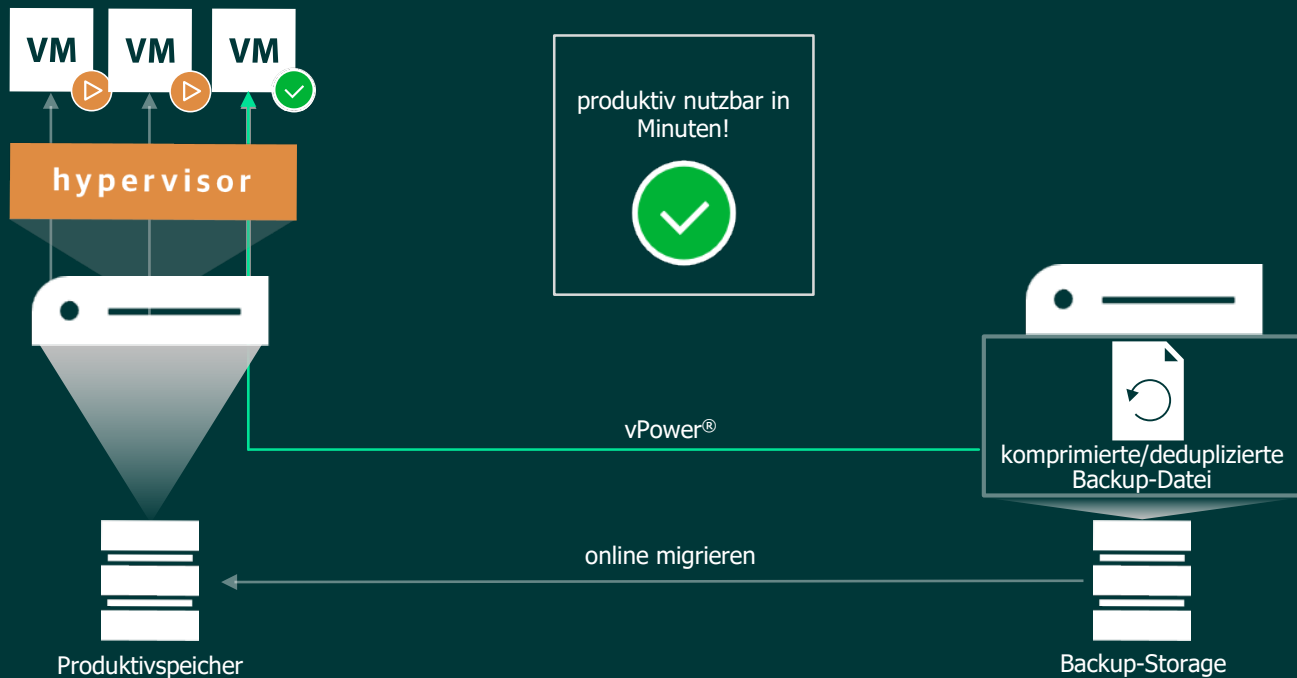 VM VM VM
hypervisor
produktiv nutzbar in
Minuten!
vPower®
komprimierte/deduplizierte
Backup-Datei
online migrieren
Produktivspeicher
Backup-Storage